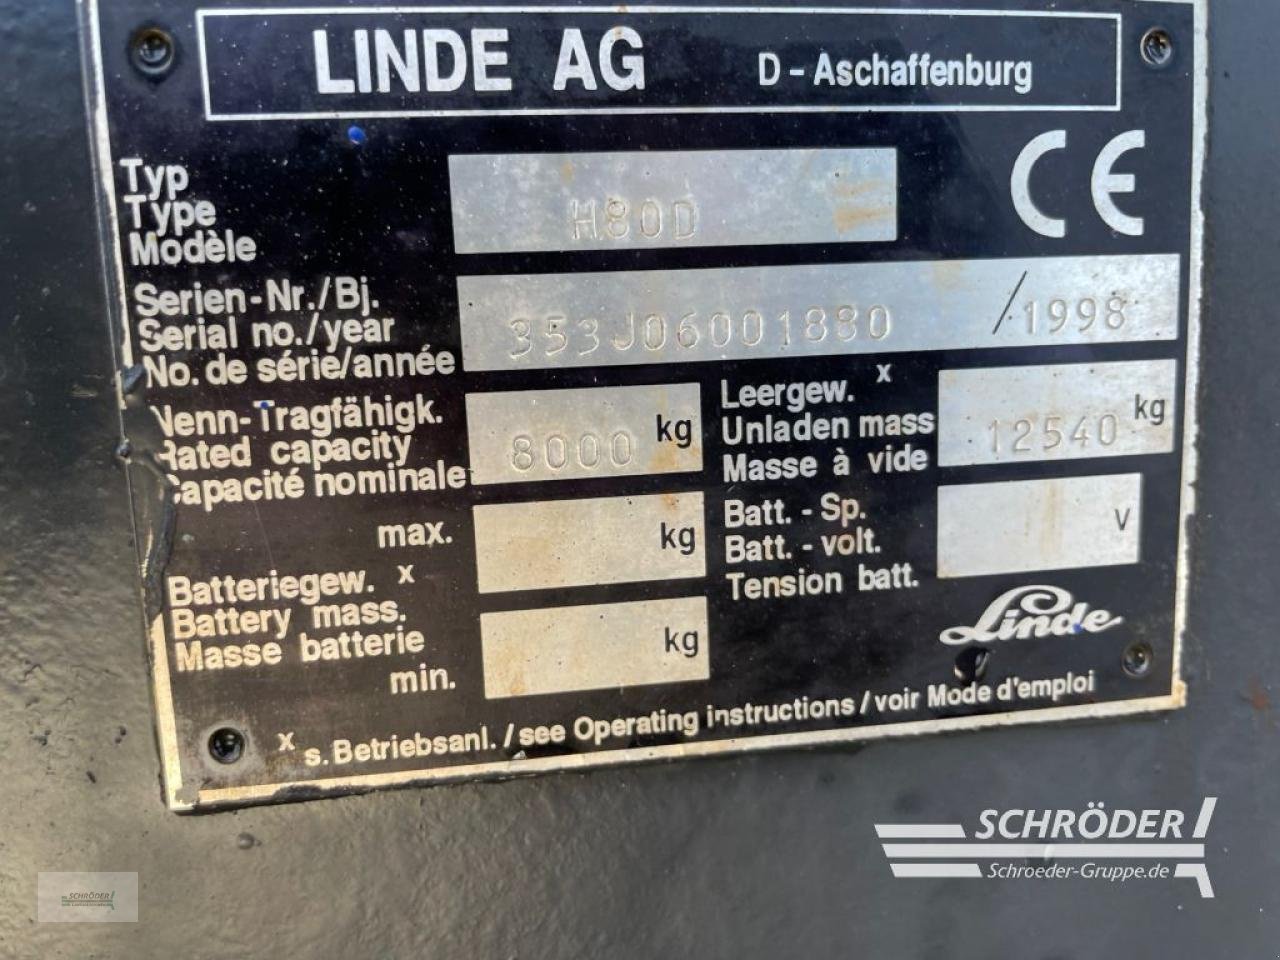 LINDE AG D - Aschaffenburg
Typ
Type
Modèle
H80D
CE
Serien-Nr./Bj.
Serial no./year
No. de série/année
353J06001880 / 1998
Nenn-Tragfähigk.
Rated capacity
Capacité nominale
8000 kg
Leergew. x
Unladen mass
Masse à vide
12540 kg
max. kg
Batt. - Sp.
Batt. - volt.
Tension batt.
V
Batteriegew. x
Battery mass.
Masse batterie
min. kg
Linde
x s. Betriebsanl. / see Operating instructions / voir Mode d'emploi
SCHRÖDER
Schroeder-Gruppe.de
SCHRÖDER